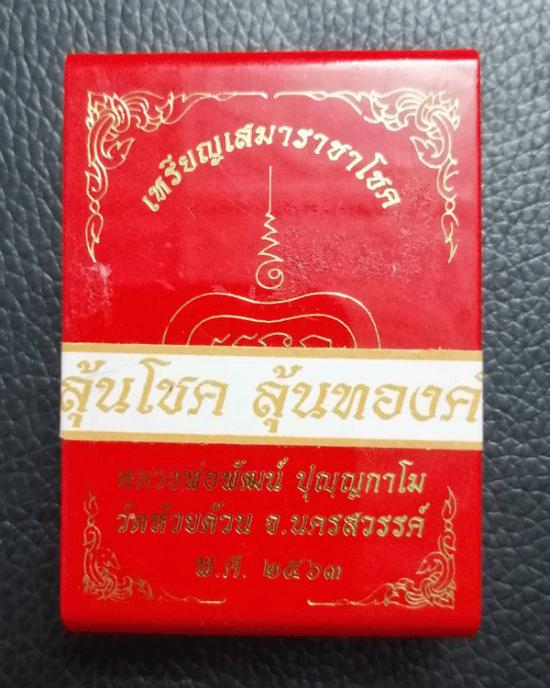 เหรียญเสมาราชาโชค
ลุ้นโชค ลุ้นทองค
หลวงพ่อพัฒน์ ปุญญกาโม
วัดห้วยด้วน จ.นครสวรรค์
พ.ศ. ๒๕๖๓